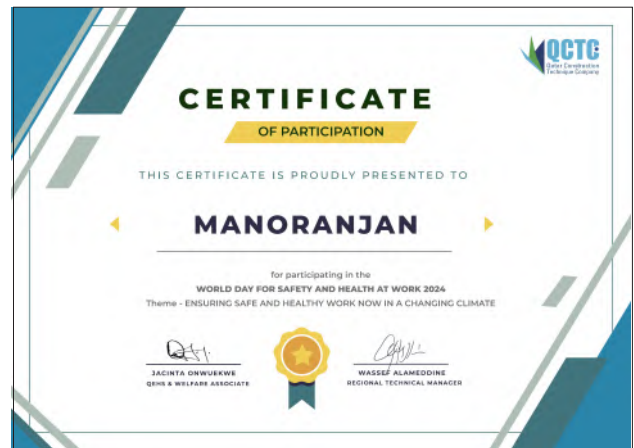 QCTC
Qatar Construction
Technique Company
CERTIFICATE
OF PARTICIPATION
THIS CERTIFICATE IS PROUDLY PRESENTED TO
MANORANJAN
for participating in the
WORLD DAY FOR SAFETY AND HEALTH AT WORK 2024
Theme - ENSURING SAFE AND HEALTHY WORK NOW IN A CHANGING CLIMATE
JACINTA ONWUEKWE
QEHS & WELFARE ASSOCIATE
WASSEF ALAMEDDINE
REGIONAL TECHNICAL MANAGER